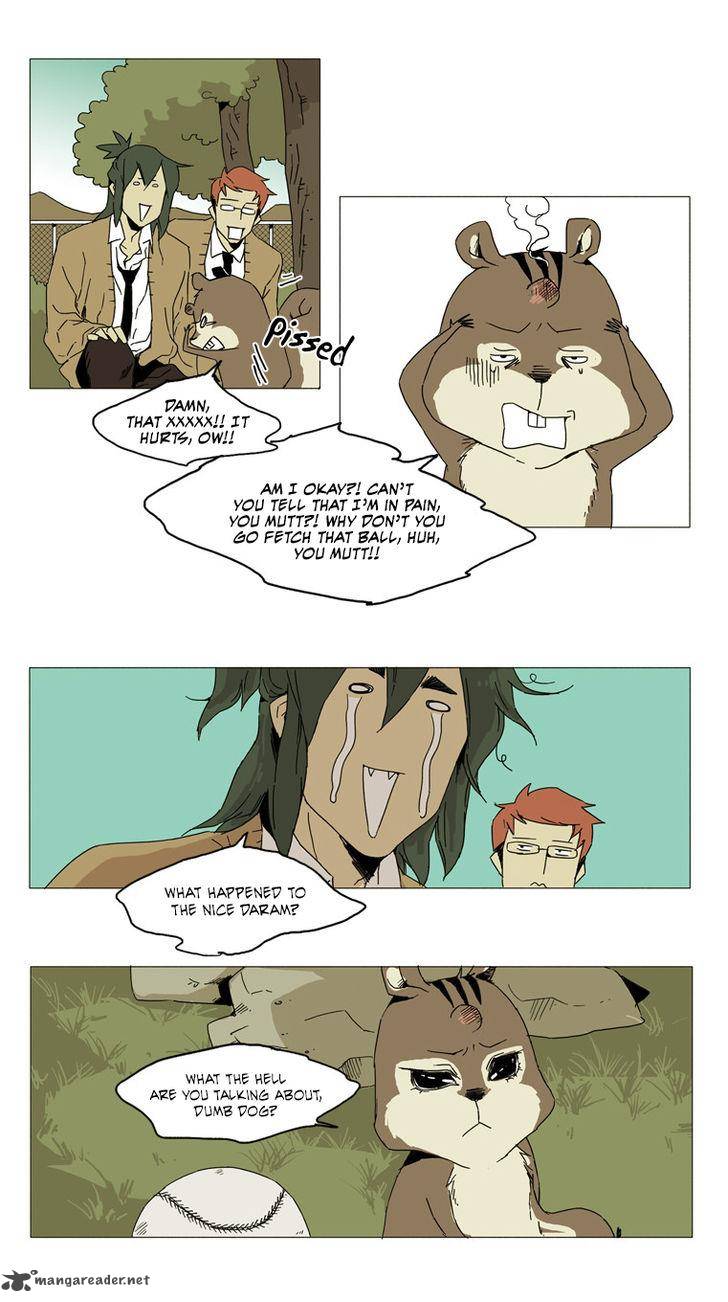 Pissed
DAMN,
THAT XXXXX!! IT
HURTS, OW!!
AM I OKAY?! CAN'T
YOU TELL THAT I'M IN PAIN,
YOU MUTT?! WHY DON'T YOU
GO FETCH THAT BALL, HUH,
YOU MUTT!!
WHAT HAPPENED TO
THE NICE DARAM?
WHAT THE HELL
ARE YOU TALKING ABOUT,
DUMB DOG?
mangareader.net